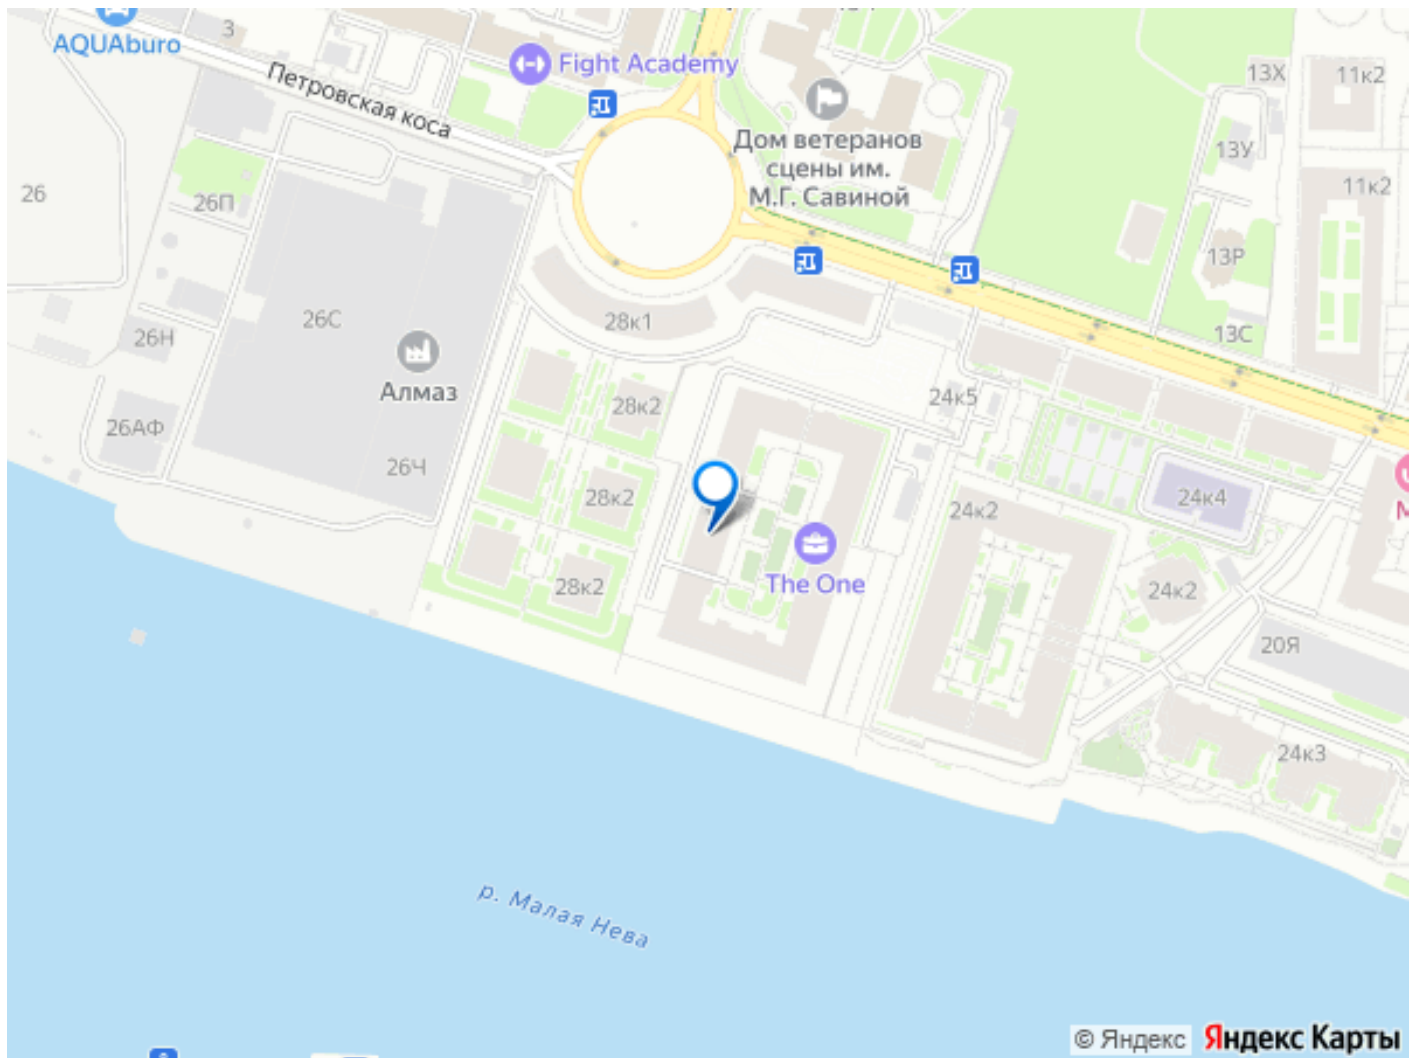 AQUAburo
3
Петровская коса
Fight Academy
Дом ветеранов
сцены им.
М.Г. Савиной
13Х
11к2
13У
11к2
26
26П
13Р
26С
28к1
13С
26Н
Алмаз
28к2
24к5
26АФ
26Ч
28к2
24к2
24к4
The One
28к2
24к2
20Я
24к3
р. Малая Нева
© Яндекс
Яндекс Карты